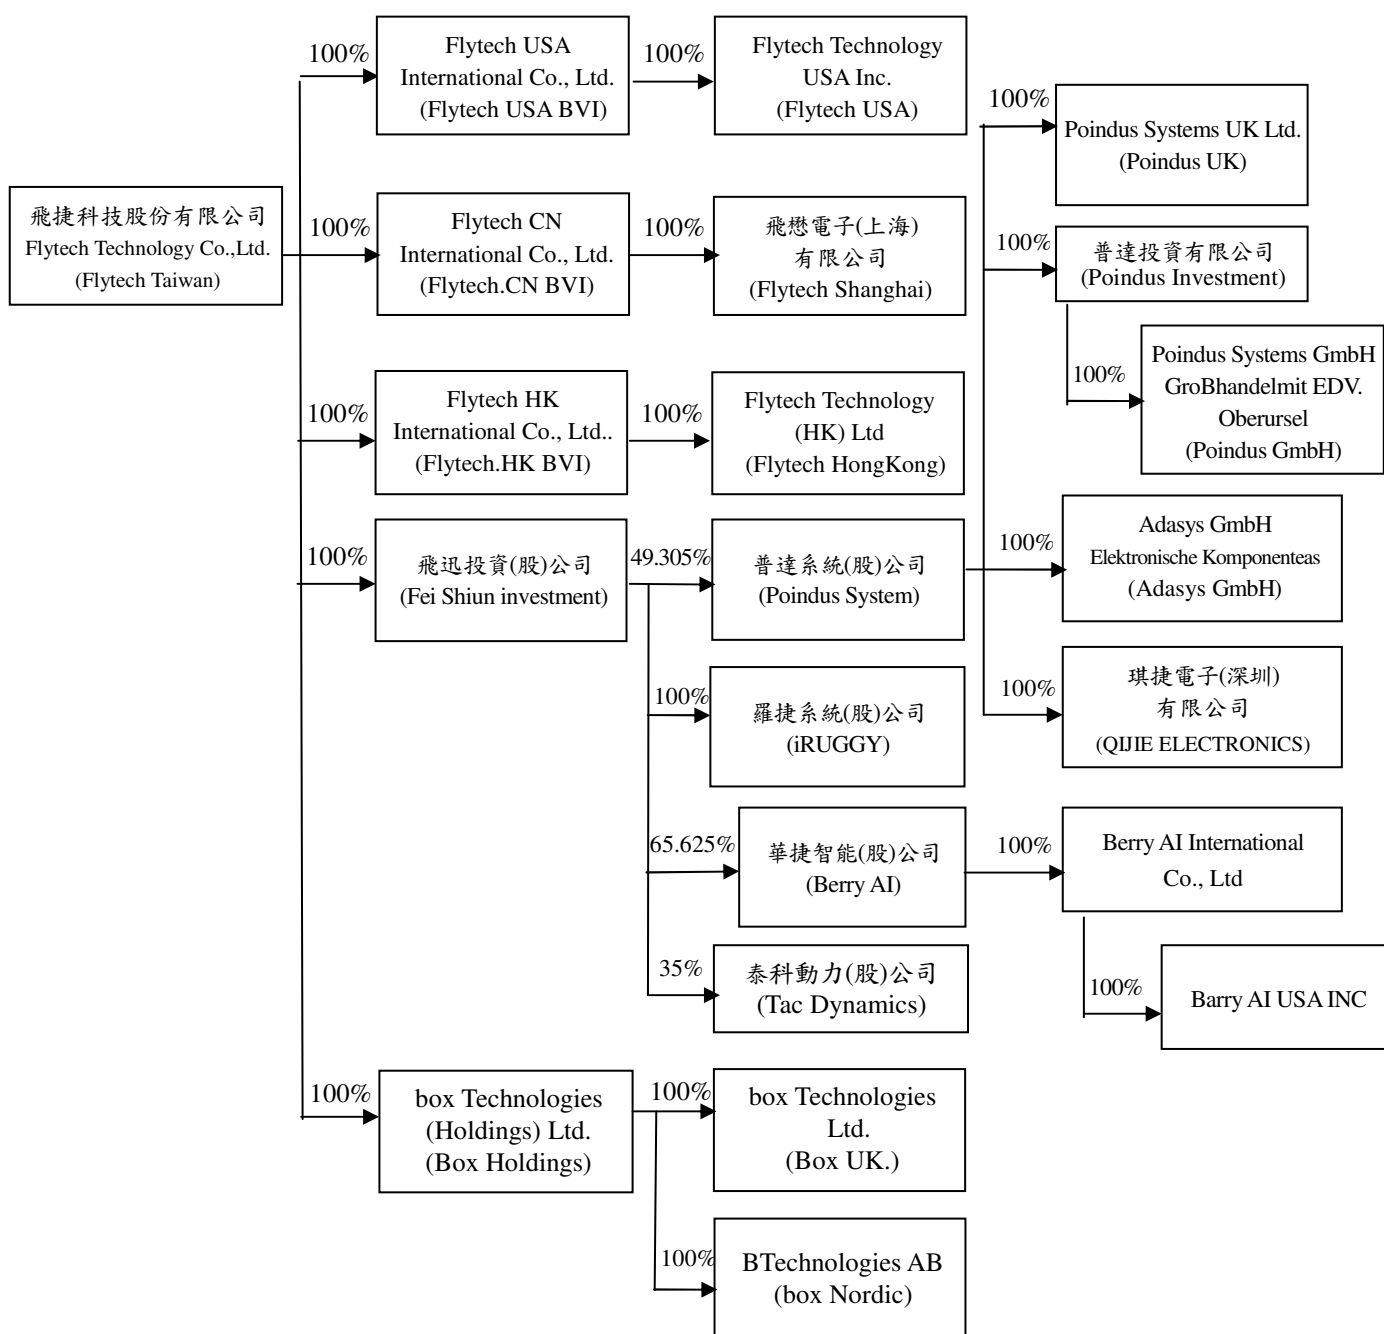 飛捷科技股份有限公司
Flytech Technology Co.,Ltd.
(Flytech Taiwan)
100%
Flytech USA
International Co., Ltd.
(Flytech USA BVI)
100%
Flytech Technology
USA Inc.
(Flytech USA)
100%
Flytech CN
International Co., Ltd.
(Flytech.CN BVI)
100%
飛懋電子(上海)
有限公司
(Flytech Shanghai)
100%
Flytech HK
International Co., Ltd..
(Flytech.HK BVI)
100%
Flytech Technology
(HK) Ltd
(Flytech HongKong)
100%
飛迅投資(股)公司
(Fei Shiun investment)
49.305%
普達系統(股)公司
(Poindus System)
100%
Poindus Systems UK Ltd.
(Poindus UK)
100%
普達投資有限公司
(Poindus Investment)
100%
Poindus Systems GmbH
GroBhandelmit EDV.
Oberursel
(Poindus GmbH)
100%
Adasys GmbH
Elektronische Komponenteas
(Adasys GmbH)
100%
琪捷電子(深圳)
有限公司
(QIJIE ELECTRONICS)
100%
羅捷系統(股)公司
(iRUGGY)
65.625%
華捷智能(股)公司
(Berry AI)
100%
Berry AI International
Co., Ltd
100%
Barry AI USA INC
35%
泰科動力(股)公司
(Tac Dynamics)
100%
box Technologies
(Holdings) Ltd.
(Box Holdings)
100%
box Technologies
Ltd.
(Box UK.)
100%
BTechnologies AB
(box Nordic)